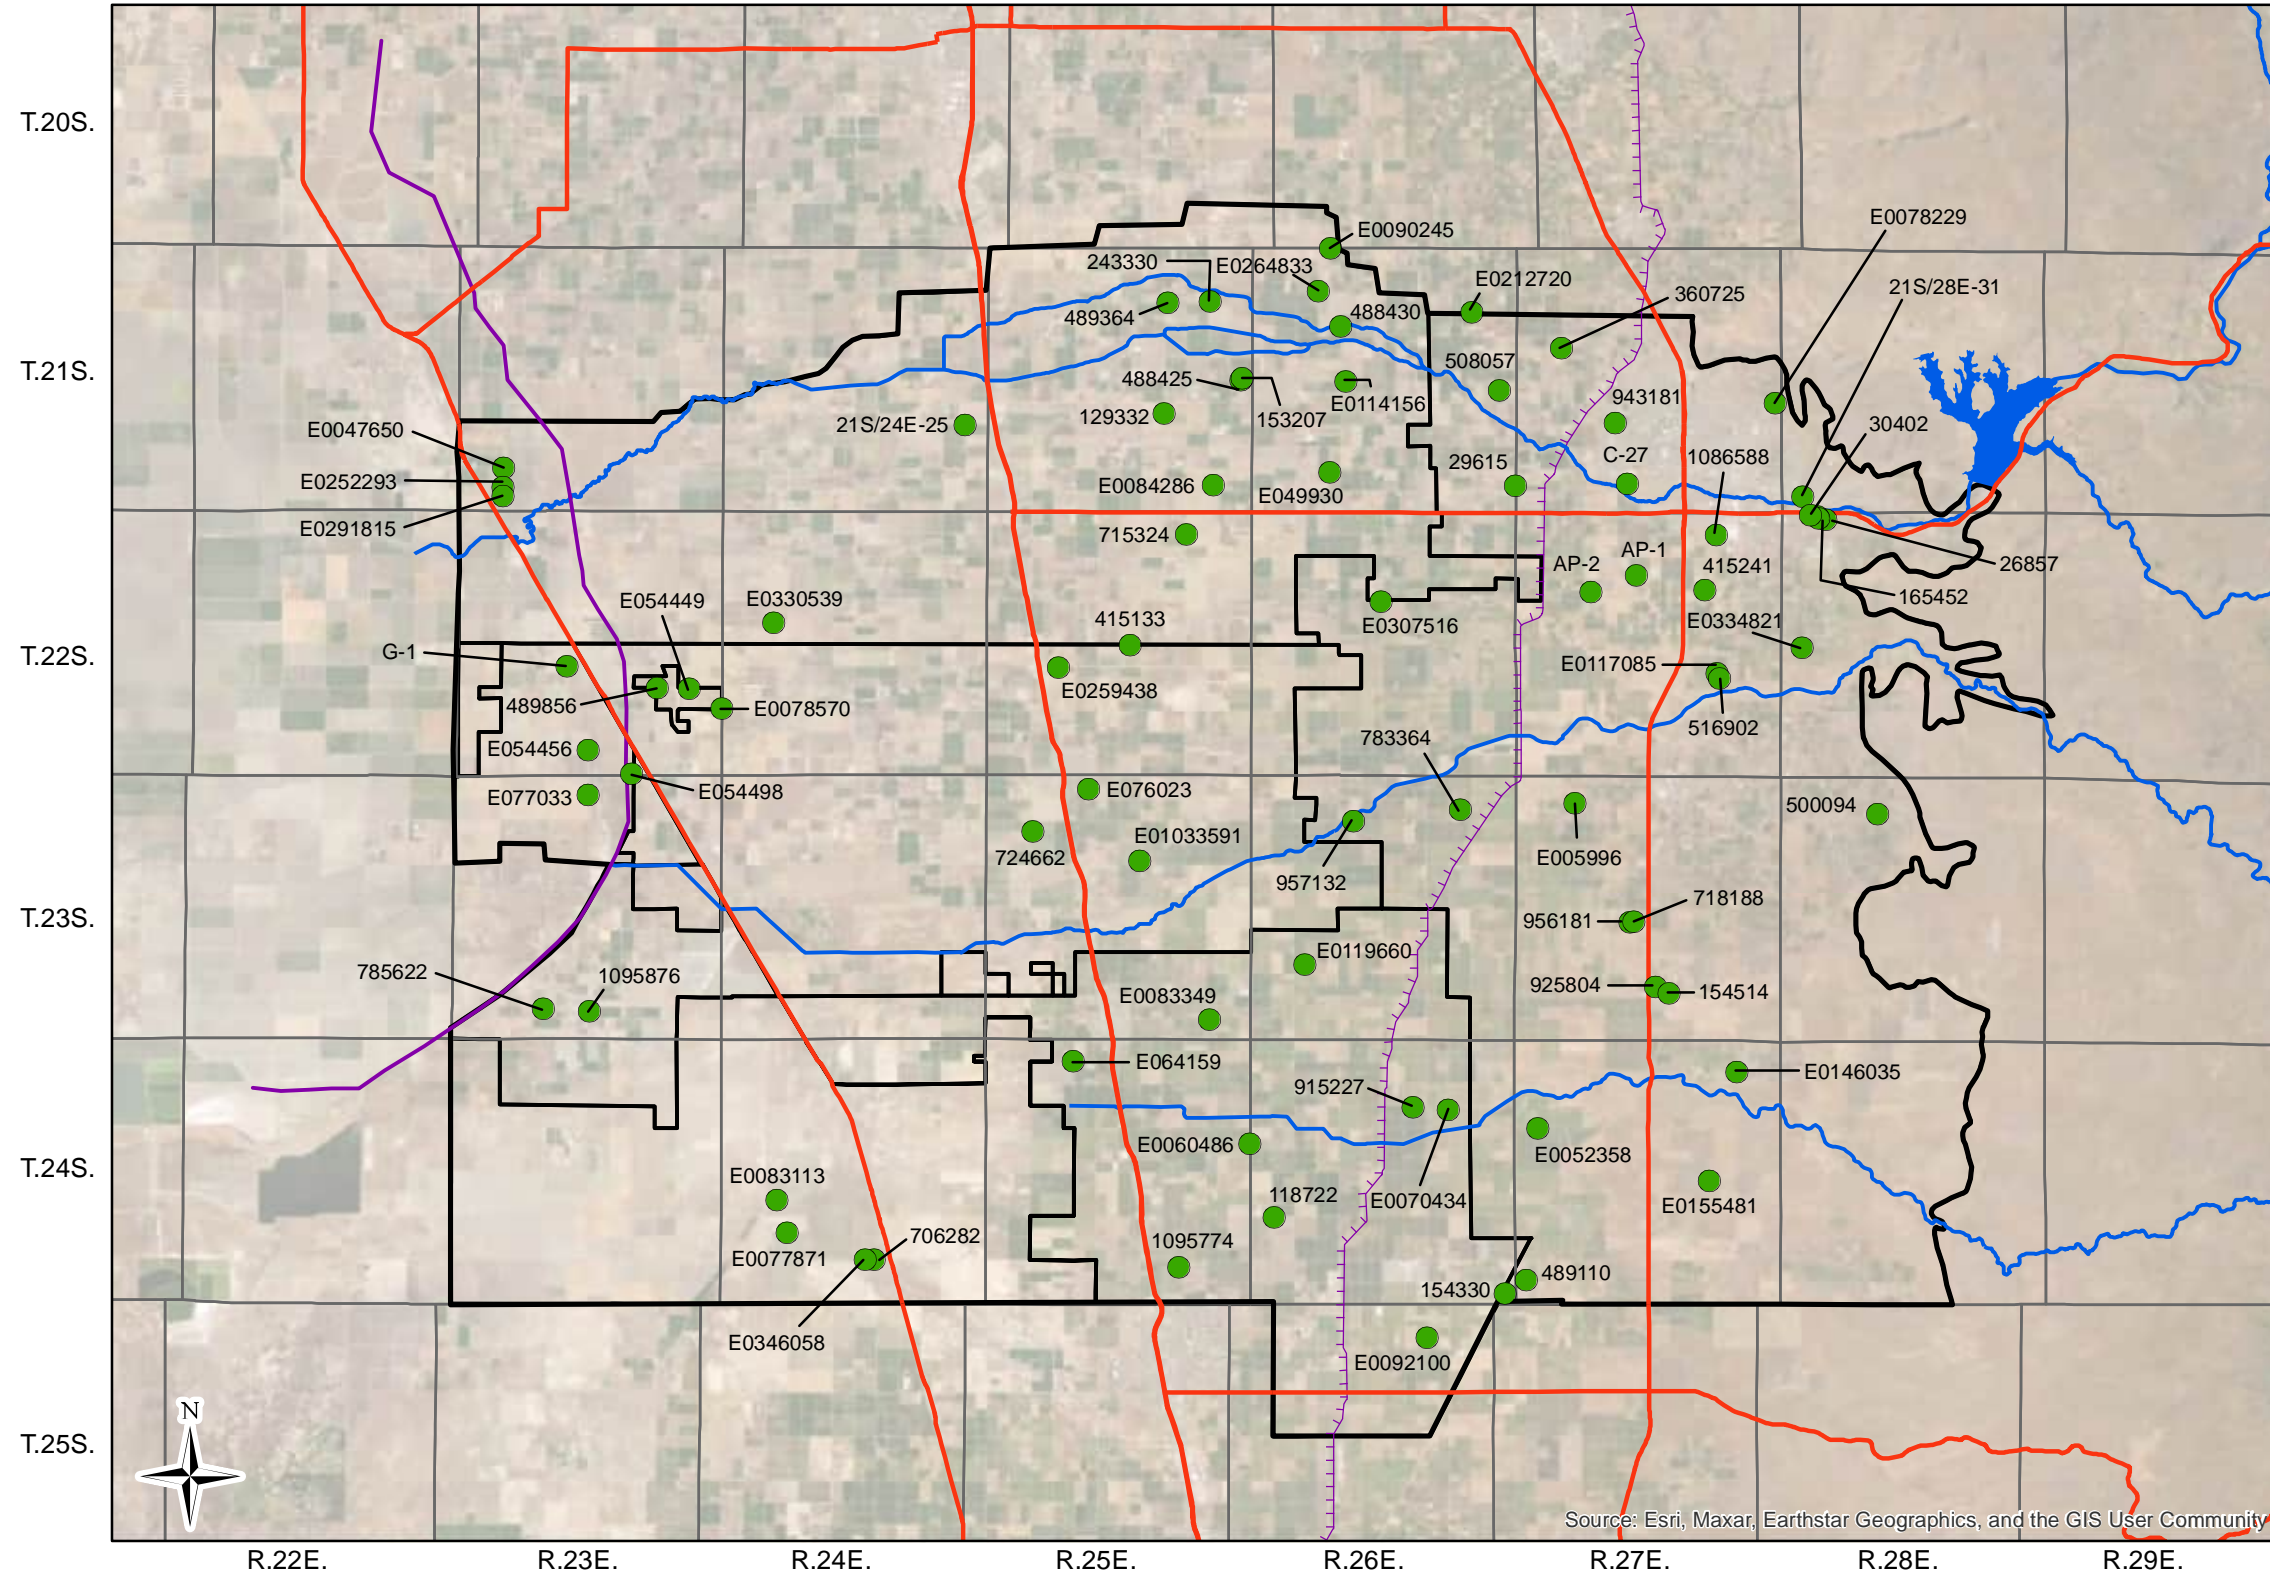 T.20S.
E0078229
E0090245
243330
E0264833
E0212720
21S/28E-31
360725
489364
488430
T.21S.
508057
488425
E0114156
943181
153207
129332
21S/24E-25
30402
E0047650
C-27
1086588
29615
E0252293
E0084286
E049930
E0291815
715324
AP-1
AP-2
26857
415241
165452
E054449
E0330539
415133
E0307516
E0334821
T.22S.
G-1
E0117085
E0259438
489856
E0078570
516902
783364
E054456
E076023
E054498
E077033
500094
E01033591
724662
E005996
957132
718188
T.23S.
956181
E0119660
785622
1095876
925804
154514
E0083349
E064159
E0146035
915227
E0060486
E0052358
T.24S.
E0083113
118722
E0070434
E0155481
706282
1095774
E0077871
489110
154330
E0346058
E0092100
N
T.25S.
Source: Esri, Maxar, Earthstar Geographics, and the GIS User Community
R.22E.
R.23E.
R.24E.
R.25E.
R.26E.
R.27E.
R.28E.
R.29E.